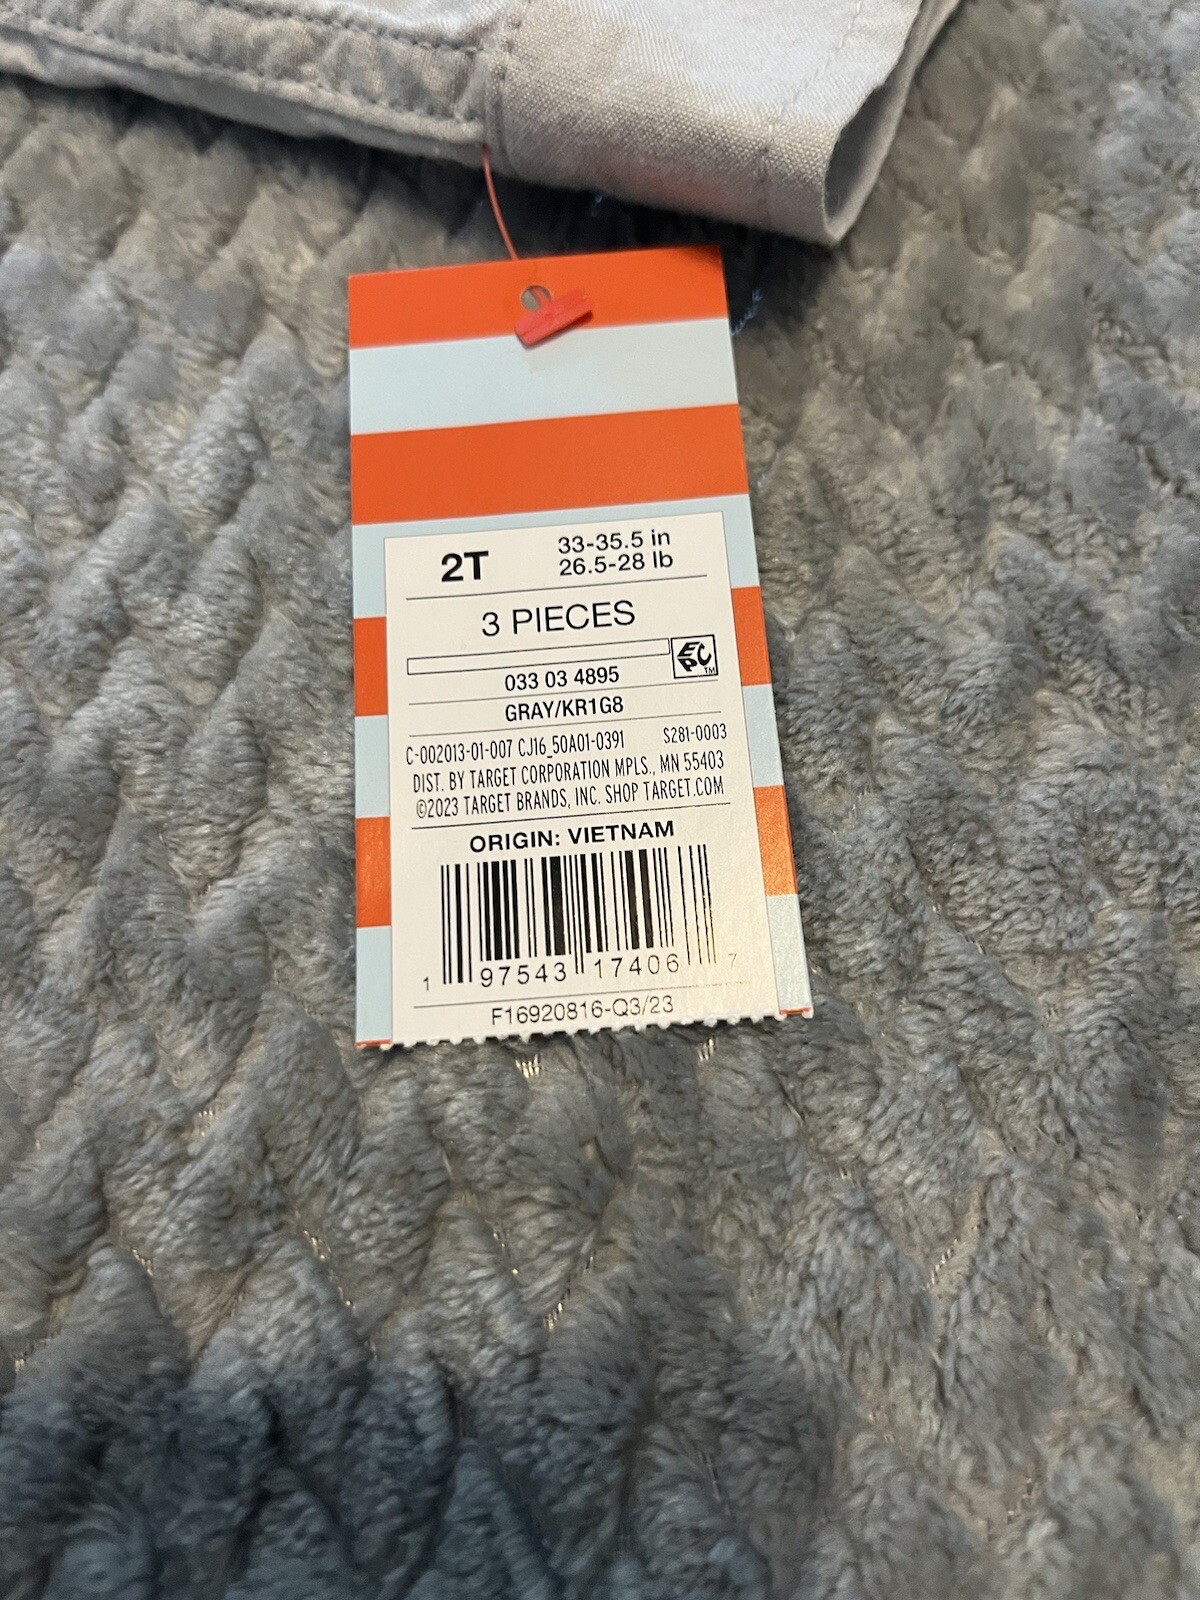 2T
33-35.5 in
26.5-28 lb
3 PIECES
EPC TM
033 03 4895
GRAY/KR1G8
C-002013-01-007 CJ16_50A01-0391 S281-0003
DIST. BY TARGET CORPORATION MPLS., MN 55403
©2023 TARGET BRANDS, INC. SHOP TARGET.COM
ORIGIN: VIETNAM
1 97543 17406 7
F16920816-Q3/23